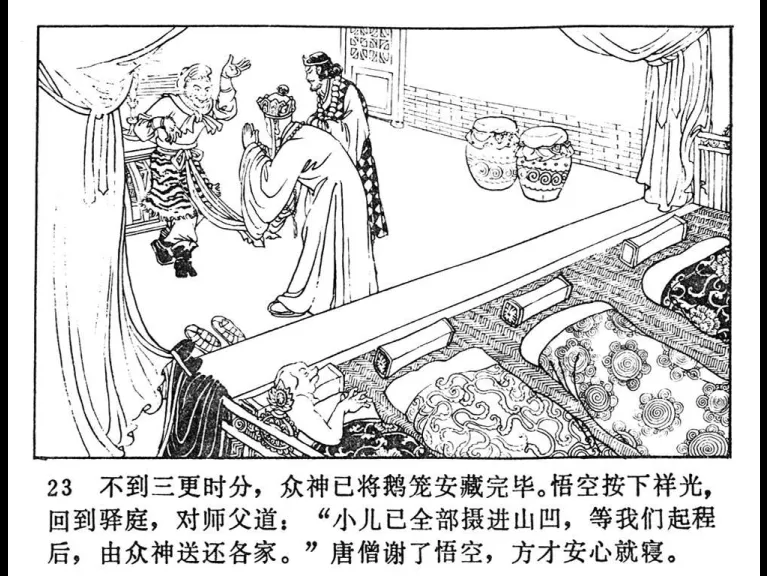 23 不到三更时分，众神已将鹅笼安藏完毕。悟空按下祥光，
回到驿庭，对师父道：“小儿已全部摄进山凹，等我们起程
后，由众神送还各家。”唐僧谢了悟空，方才安心就寝。